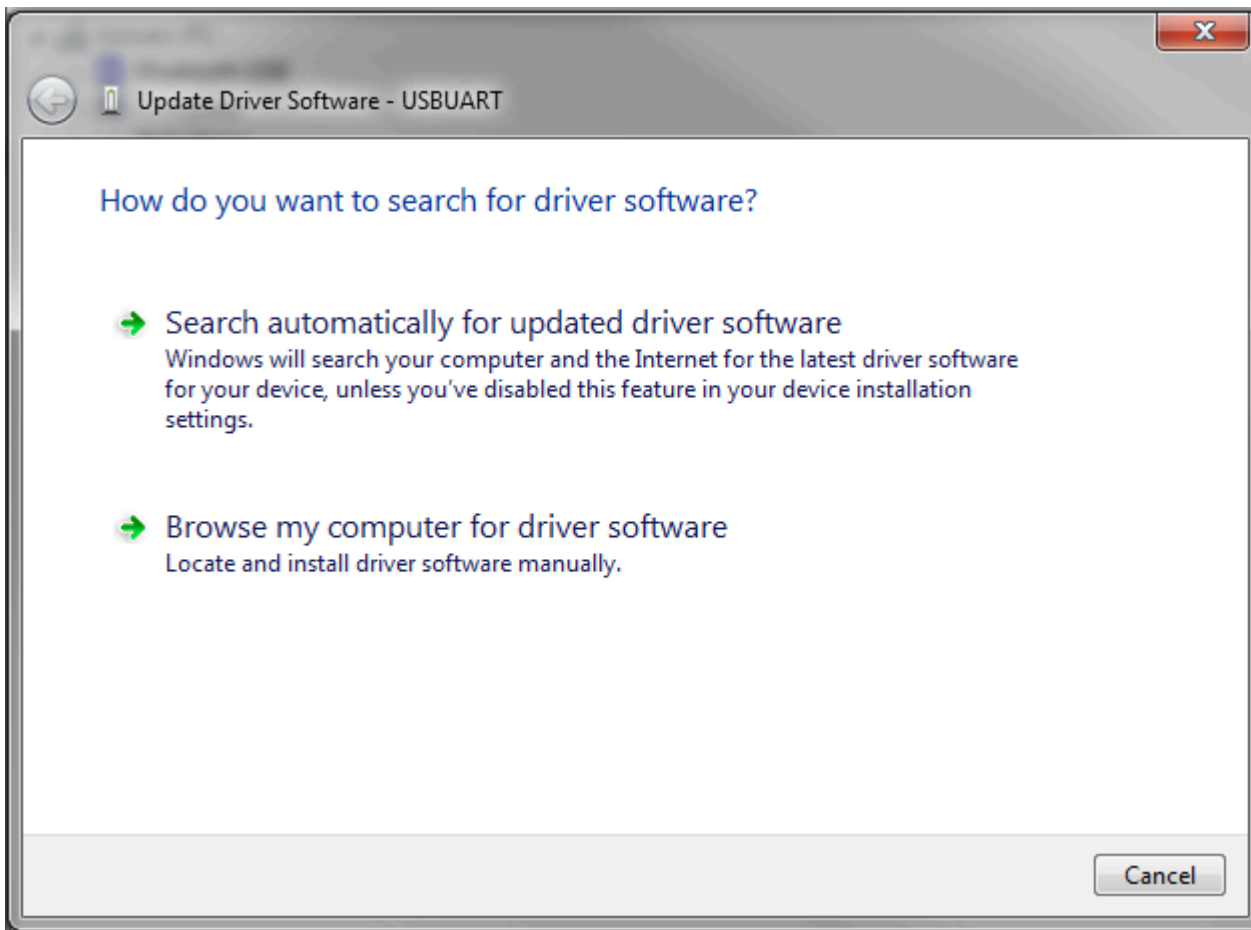 Update Driver Software - USBUART
How do you want to search for driver software?
Search automatically for updated driver software
Windows will search your computer and the Internet for the latest driver software
for your device, unless you've disabled this feature in your device installation
settings.
Browse my computer for driver software
Locate and install driver software manually.
Cancel